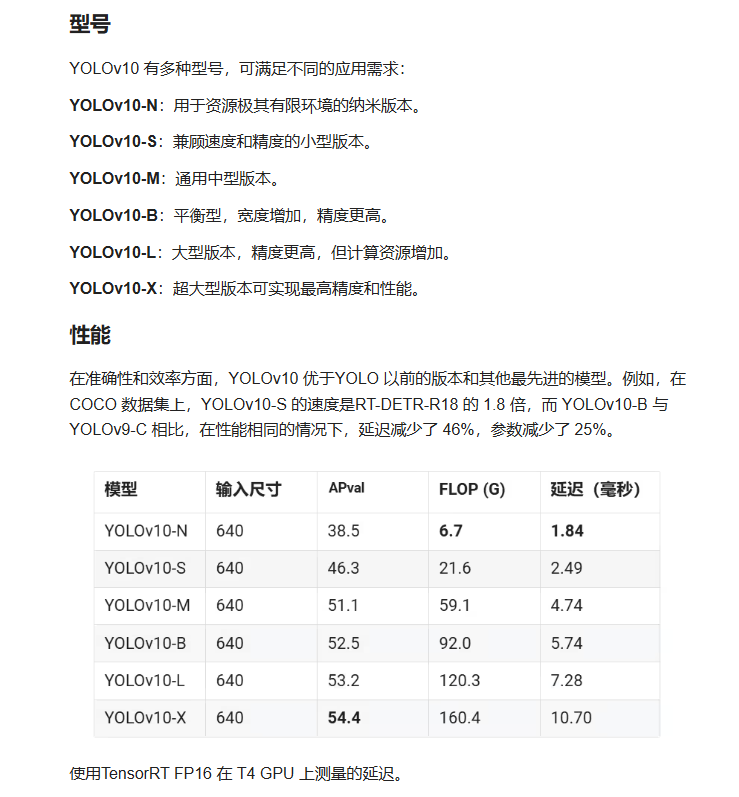 型号
YOLOv10 有多种型号，可满足不同的应用需求：
YOLOv10-N：用于资源极其有限环境的纳米版本。
YOLOv10-S：兼顾速度和精度的小型版本。
YOLOv10-M：通用中型版本。
YOLOv10-B：平衡型，宽度增加，精度更高。
YOLOv10-L：大型版本，精度更高，但计算资源增加。
YOLOv10-X：超大型版本可实现最高精度和性能。
性能
在准确性和效率方面，YOLOv10 优于YOLO 以前的版本和其他最先进的模型。例如，在
COCO 数据集上，YOLOv10-S 的速度是RT-DETR-R18 的 1.8 倍，而 YOLOv10-B 与
YOLOv9-C 相比，在性能相同的情况下，延迟减少了 46%，参数减少了 25%。
模型 输入尺寸 APval FLOP (G) 延迟（毫秒）
YOLOv10-N 640 38.5 6.7 1.84
YOLOv10-S 640 46.3 21.6 2.49
YOLOv10-M 640 51.1 59.1 4.74
YOLOv10-B 640 52.5 92.0 5.74
YOLOv10-L 640 53.2 120.3 7.28
YOLOv10-X 640 54.4 160.4 10.70
使用TensorRT FP16 在 T4 GPU 上测量的延迟。